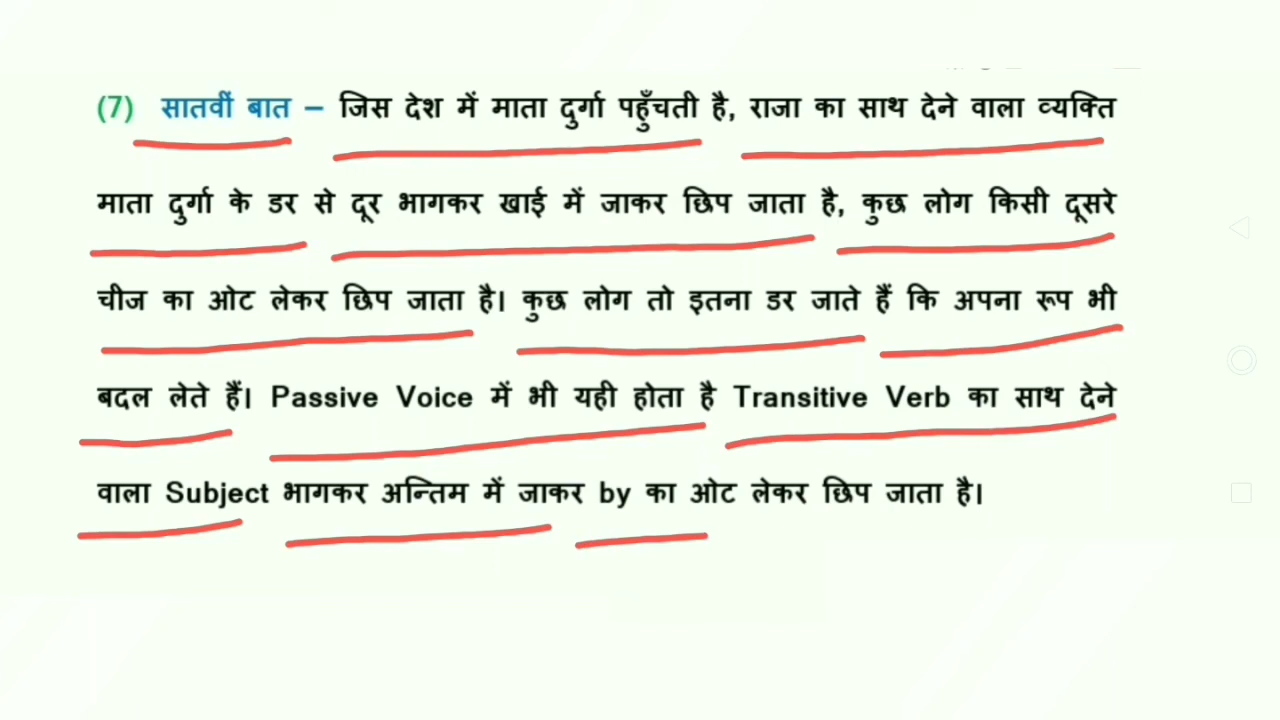 (7) सातवीं बात – जिस देश में माता दुर्गा पहुँचती है, राजा का साथ देने वाला व्यक्ति
माता दुर्गा के डर से दूर भागकर खाई में जाकर छिप जाता है, कुछ लोग किसी दूसरे
चीज का ओट लेकर छिप जाता है। कुछ लोग तो इतना डर जाते हैं कि अपना रूप भी
बदल लेते हैं। Passive Voice में भी यही होता है Transitive Verb का साथ देने
वाला Subject भागकर अन्तिम में जाकर by का ओट लेकर छिप जाता है।